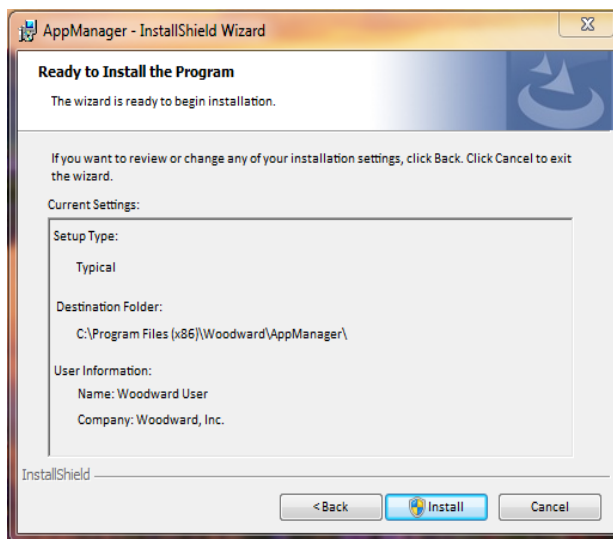 AppManager - InstallShield Wizard
Ready to Install the Program
The wizard is ready to begin installation.
If you want to review or change any of your installation settings, click Back. Click Cancel to exit
the wizard.
Current Settings:
Setup Type:
Typical
Destination Folder:
C:\Program Files (x86)\Woodward\AppManager\
User Information:
Name: Woodward User
Company: Woodward, Inc.
InstallShield
<Back
Install
Cancel